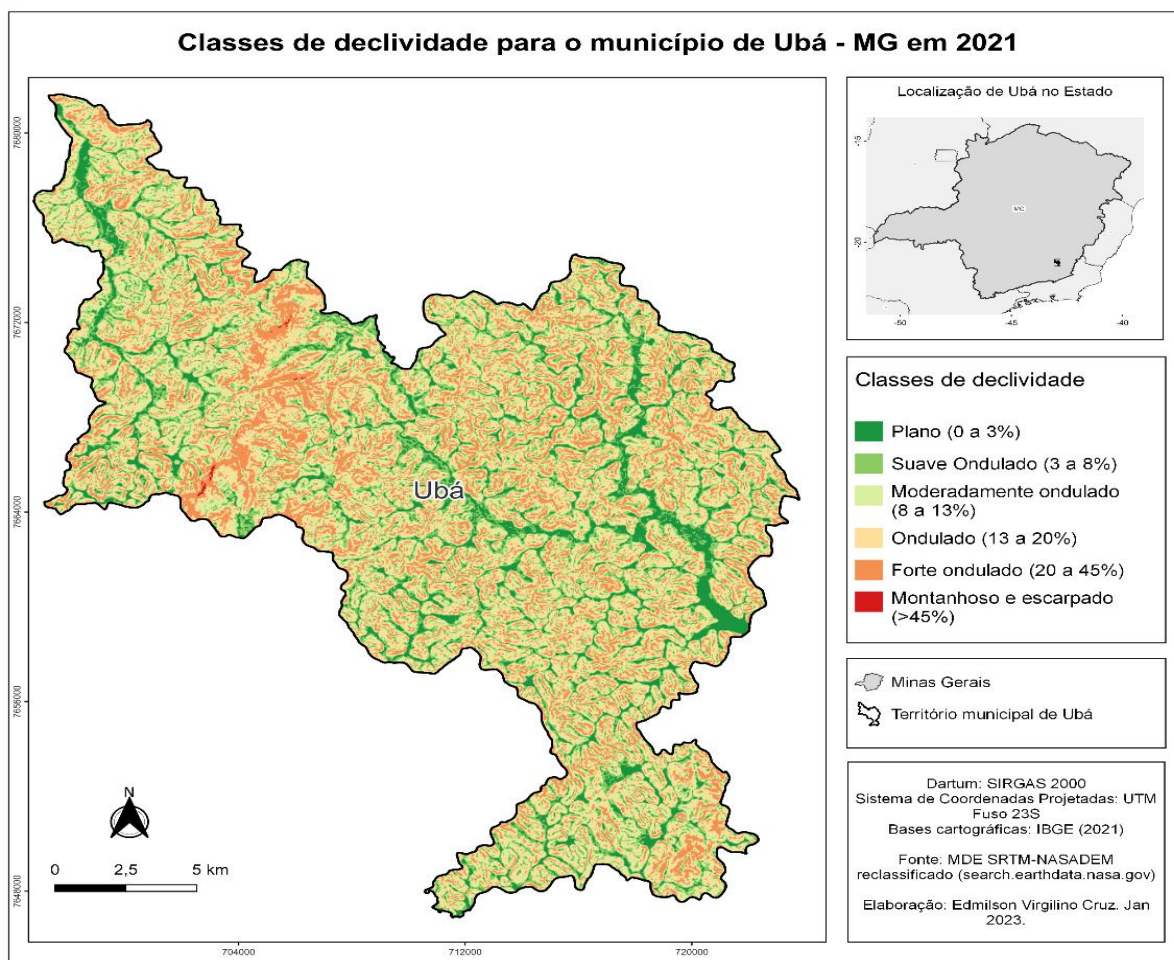 Classes de declividade para o município de Ubá - MG em 2021
7680000
7672000
7664000
7656000
7648000
Ubá
N
0 2,5 5 km
704000 712000 720000
Localização de Ubá no Estado
-15
-20
MG
-50 -45 -40
Classes de declividade
Plano (0 a 3%)
Suave Ondulado (3 a 8%)
Moderadamente ondulado
(8 a 13%)
Ondulado (13 a 20%)
Forte ondulado (20 a 45%)
Montanhoso e escarpado
(>45%)
Minas Gerais
Território municipal de Ubá
Dartum: SIRGAS 2000
Sistema de Coordenadas Projetadas: UTM
Fuso 23S
Bases cartográficas: IBGE (2021)
Fonte: MDE SRTM-NASADEM
reclassificado (search.earthdata.nasa.gov)
Elaboração: Edmilson Virgilino Cruz. Jan
2023.